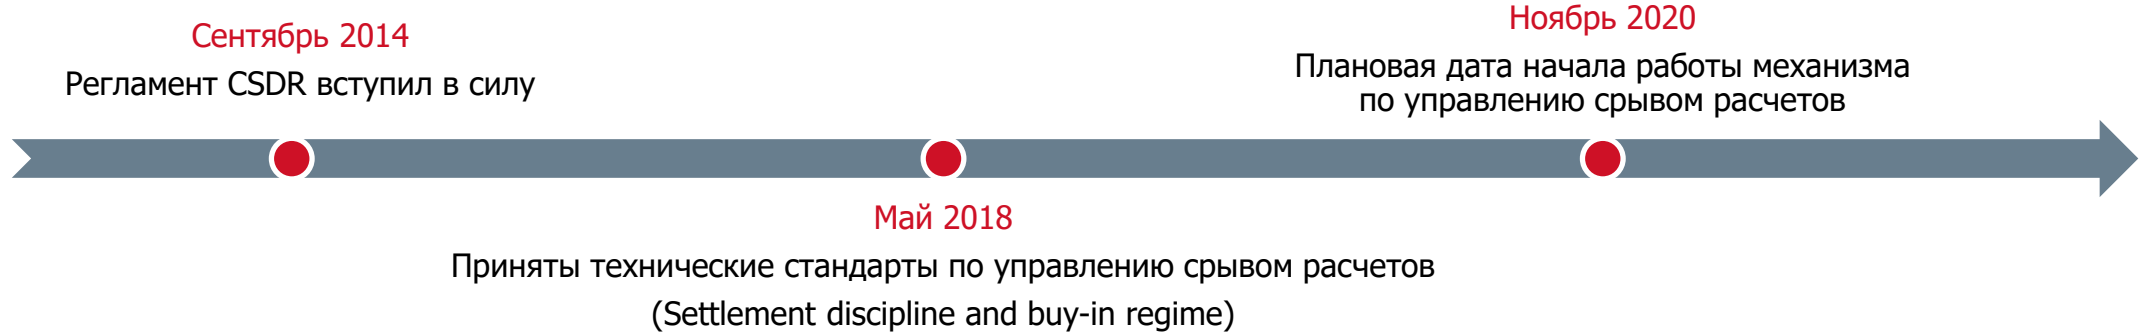 Сентябрь 2014
Регламент CSDR вступил в силу
Май 2018
Приняты технические стандарты по управлению срывом расчетов
(Settlement discipline and buy-in regime)
Ноябрь 2020
Плановая дата начала работы механизма
по управлению срывом расчетов